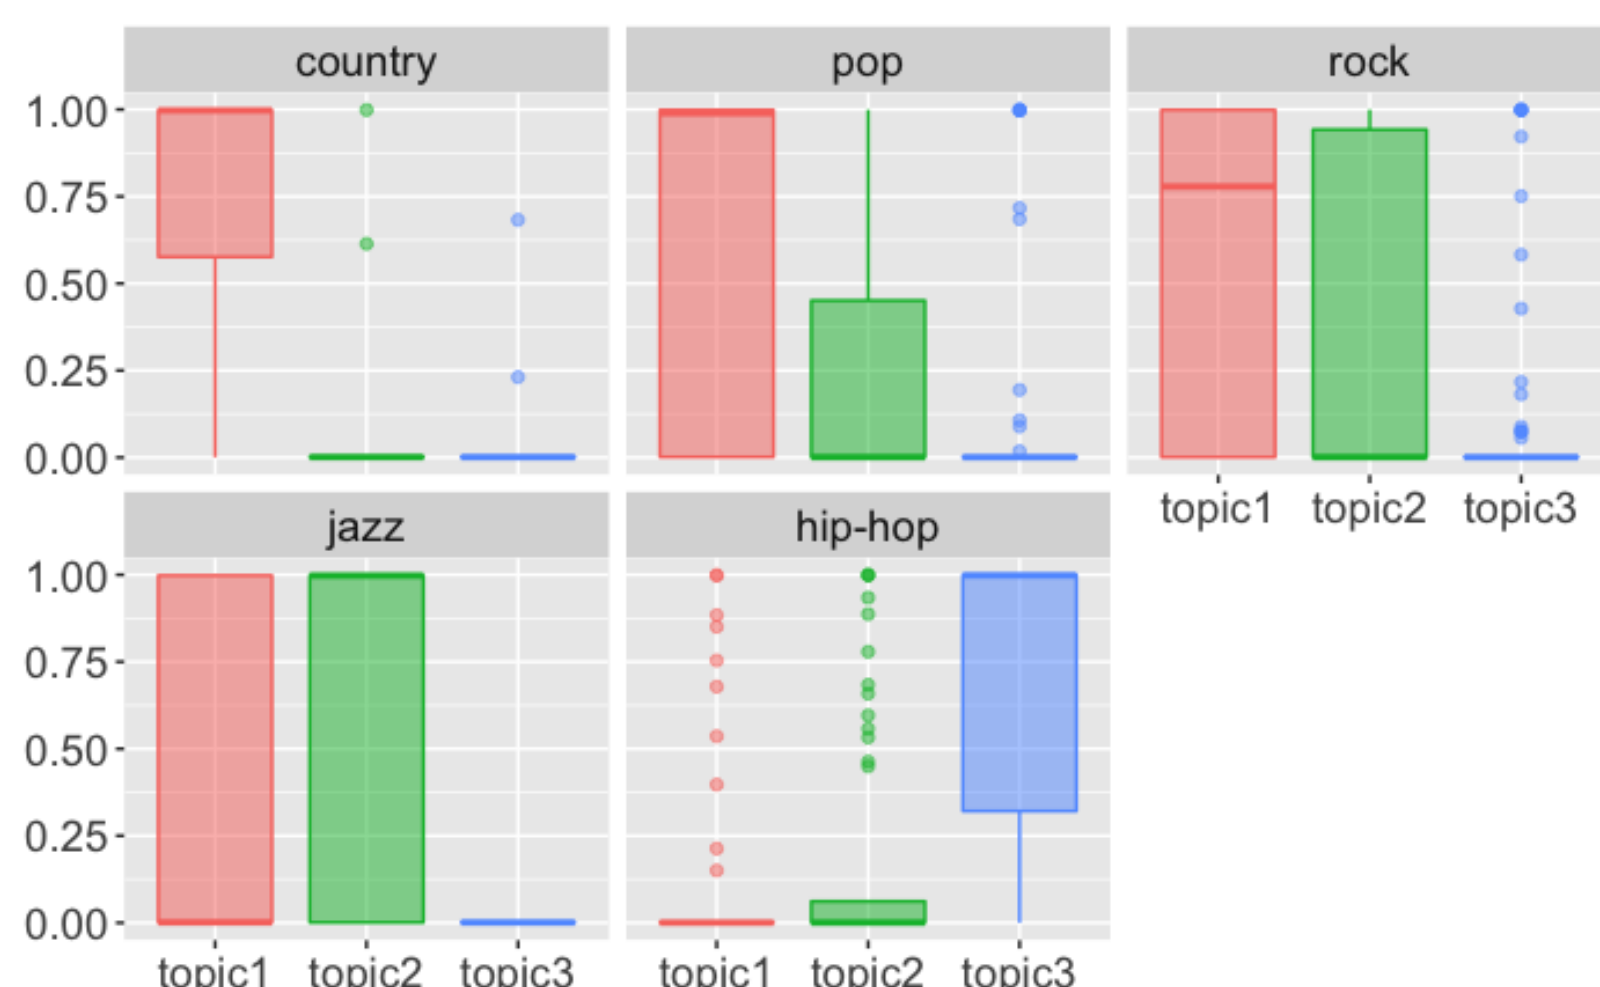 country pop rock
1.00
0.75
0.50
0.25
0.00
topic1 topic2 topic3
jazz hip-hop
1.00
0.75
0.50
0.25
0.00
topic1 topic2 topic3 topic1 topic2 topic3